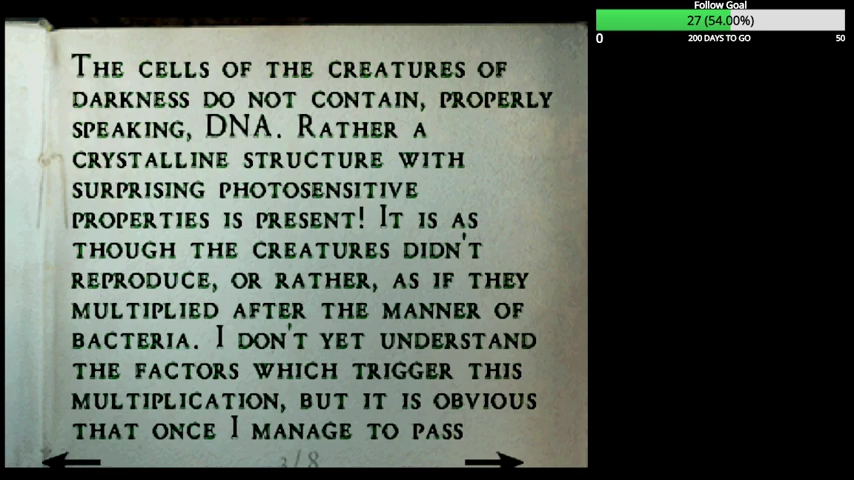 THE CELLS OF THE CREATURES OF
DARKNESS DO NOT CONTAIN, PROPERLY
SPEAKING, DNA. RATHER A
CRYSTALLINE STRUCTURE WITH
SURPRISING PHOTOSENSITIVE
PROPERTIES IS PRESENT! IT IS AS
THOUGH THE CREATURES DIDN'T
REPRODUCE, OR RATHER, AS IF THEY
MULTIPLIED AFTER THE MANNER OF
BACTERIA. I DON'T YET UNDERSTAND
THE FACTORS WHICH TRIGGER THIS
MULTIPLICATION, BUT IT IS OBVIOUS
THAT ONCE I MANAGE TO PASS
3/8
Follow Goal
27 (54.00%)
0 200 DAYS TO GO 50